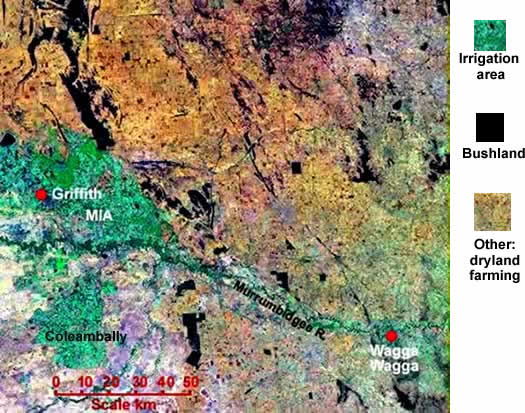 Irrigation
area
Bushland
Other:
dryland
farming
Griffith
MIA
Murrumbidgee R.
Coleambally
Wagga
Wagga
0 10 20 30 40 50
Scale km